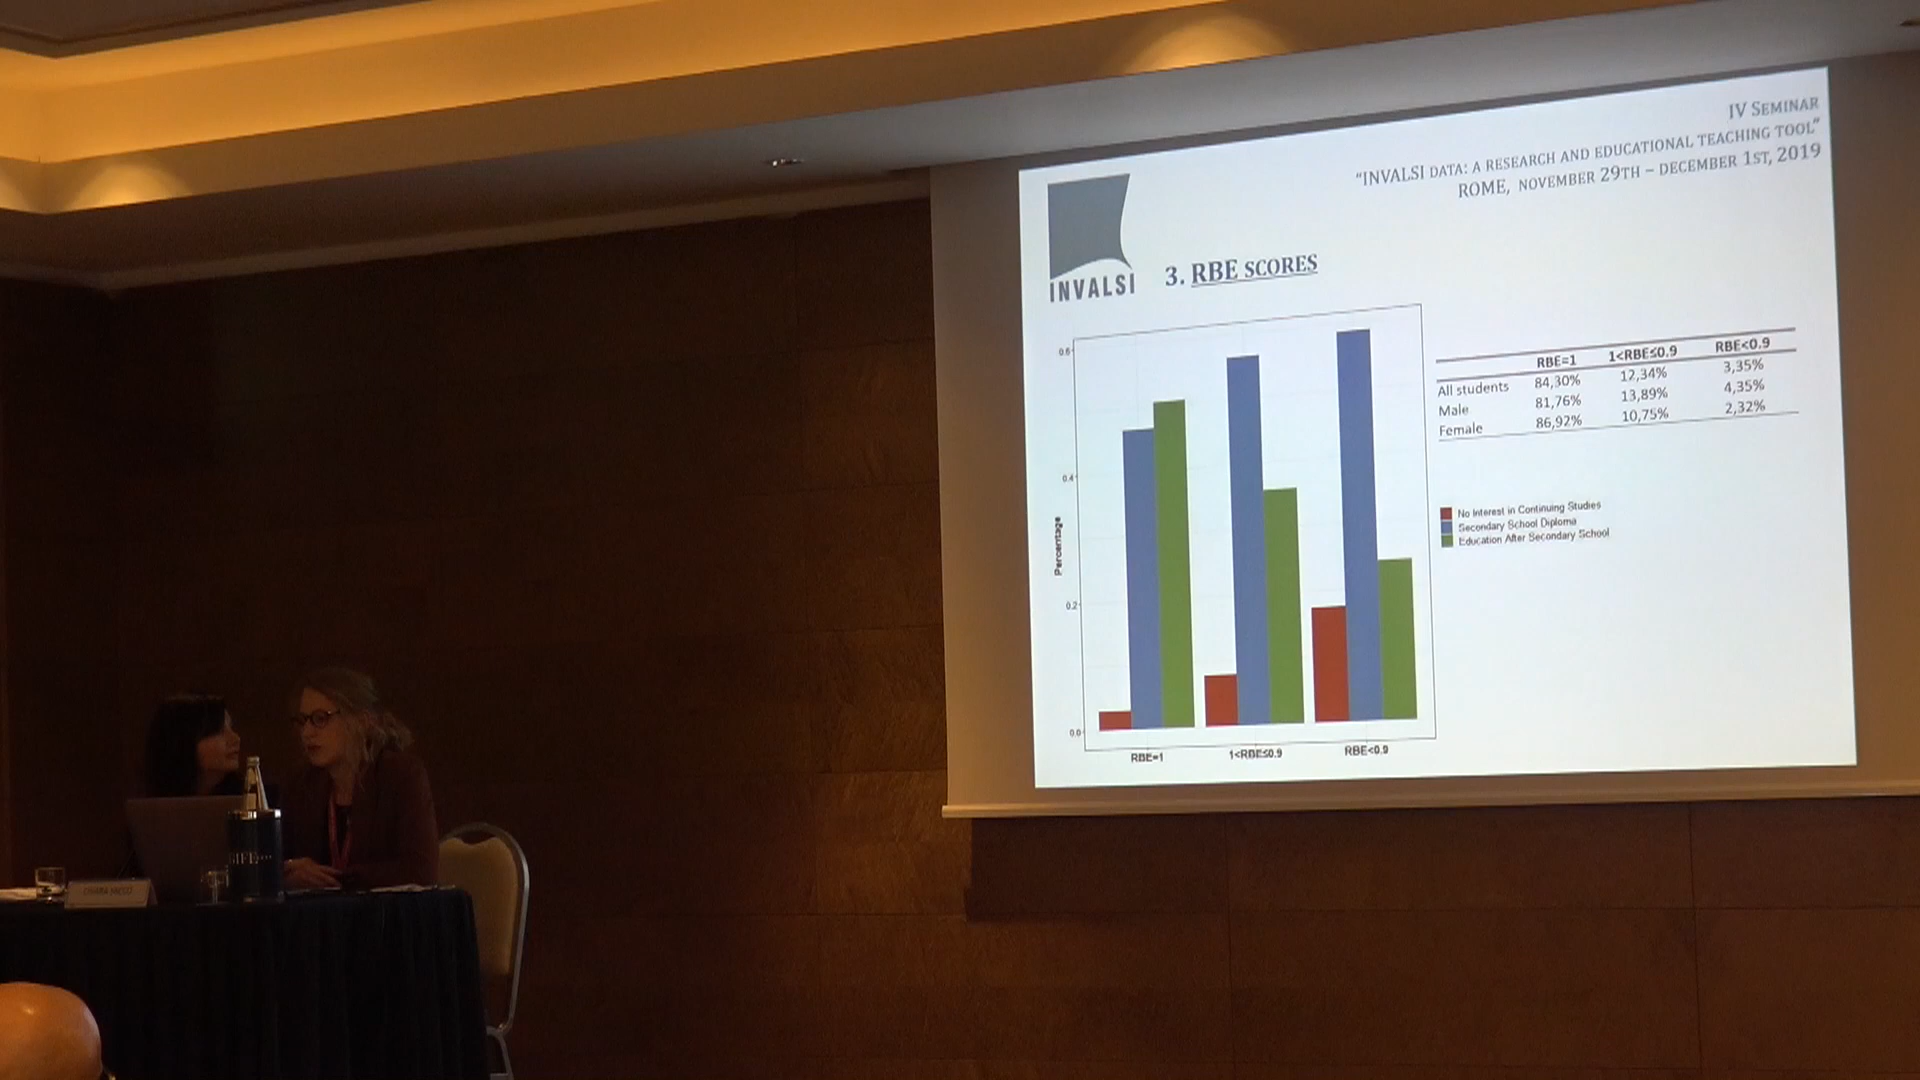 IV SEMINAR
"INVALSI DATA: A RESEARCH AND EDUCATIONAL TEACHING TOOL"
ROME, NOVEMBER 29TH – DECEMBER 1ST, 2019
INVALSI
3. RBE SCORES
RBE=1 1<RBE≤0.9 RBE<0.9
All students 84,30% 12,34% 3,35%
Male 81,76% 13,89% 4,35%
Female 86,92% 10,75% 2,32%
No Interest in Continuing Studies
Secondary School Diploma
Education After Secondary School
Percentage
0.6
0.4
0.2
0.0
RBE=1 1<RBE≤0.9 RBE<0.9